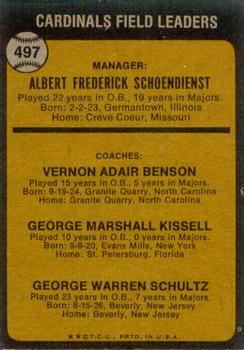 CARDINALS FIELD LEADERS
497
MANAGER:
ALBERT FREDERICK SCHOENDIENST
Played 22 years in O.B., 19 years in Majors.
Born: 2-2-23, Germantown, Illinois
Home: Creve Coeur, Missouri
COACHES:
VERNON ADAIR BENSON
Played 15 years in O.B., 5 years in Majors.
Born: 9-19-24, Granite Quarry, North Carolina
Home: Granite Quarry, North Carolina
GEORGE MARSHALL KISSELL
Played 10 years in O.B., 0 years in Majors.
Born: 9-9-20, Evans Mills, New York
Home: St. Petersburg, Florida
GEORGE WARREN SCHULTZ
Played 23 years in O.B., 7 years in Majors.
Born: 8-15-26, Beverly, New Jersey
Home: Beverly, New Jersey
★★©T.C.G. PRTD. IN U.S.A.